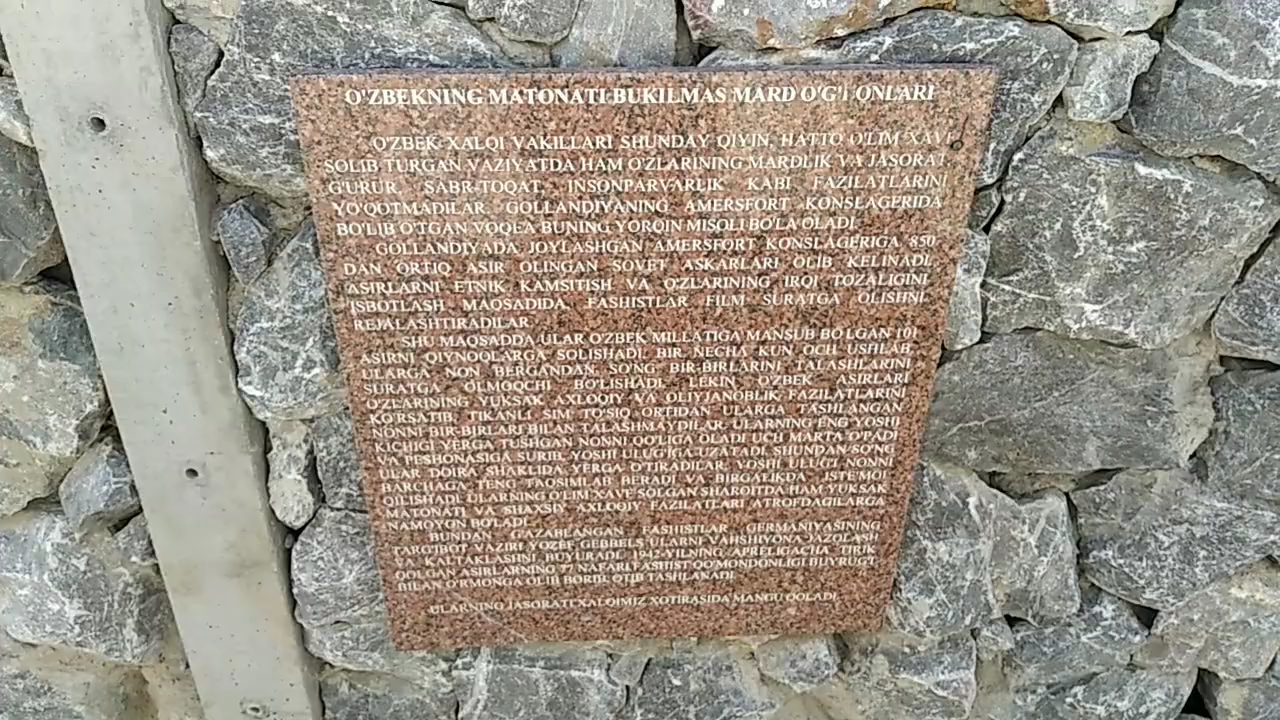 O'ZBEKNING MATONATI BUKILMAS MARD O'G'LONLARI
O'ZBEK XALQI VAKILLARI SHUNDAY QIYIN, HATTO O'LIM XAVF
SOLIB TURGAN VAZIYATDA HAM O'ZLARINING MARDLIK VA JASORAT,
G'URUR, SABR-TOQAT, INSONPARVARLIK KABI FAZILATLARINI
YO'QOTMADILAR. GOLLANDIYANING AMERSFORT KONSLAGERIDA
BO'LIB O'TGAN VOQEA BUNING YORQIN MISOLI BO'LA OLADI.
GOLLANDIYADA JOYLASHGAN AMERSFORT KONSLAGERIGA 850
DAN ORTIQ ASIR OLINGAN SOVET ASKARLARI OLIB KELINADI.
ASIRLARNI ETNIK KAMSITISH VA O'ZLARINING IRQI TOZALIGINI
ISBOTLASH MAQSADIDA, FASHISTLAR FILM SURATGA OLISHNI
REJALASHTIRADILAR.
SHU MAQSADDA ULAR O'ZBEK MILLATIGA MANSUB BO'LGAN 101
ASIRNI QIYNOQLARGA SOLISHADI. BIR NECHA KUN OCH USHLAB,
ULARGA NON BERGANDAN SO'NG BIR-BIRLARINI TALASHLARINI
SURATGA OLMOQCHI BO'LISHADI. LEKIN O'ZBEK ASIRLARI
O'ZLARINING YUKSAK AXLOQIY VA OLIYJANOBLIK FAZILATLARINI
KO'RSATIB, TIKANLI SIM TO'SIQ ORTIDAN ULARGA TASHLANGAN
NONNI BIR-BIRLARI BILAN TALASHMAYDILAR. ULARNING ENG YOSHI
KICHIGI YERGA TUSHGAN NONNI QO'LIGA OLADI UCH MARTA O'PADI
VA PESHONASIGA SURIB, YOSHI ULUG'IGA UZATADI. SHUNDAN SO'NG
ULAR DOIRA SHAKLIDA YERGA O'TIRADILAR, YOSHI ULUG'I NONNI
BARCHAGA TENG TAQSIMLAB BERADI VA BIRGALIKDA ISTE'MOL
QILISHADI. ULARNING O'LIM XAVF SOLGAN SHAROITDA HAM YUKSAK
MATONATI VA SHAXSIY AXLOQIY FAZILATLARI ATROFDAGILARGA
NAMOYON BO'LADI.
BUNDAN GAZABLANGAN FASHISTLAR GERMANIYASINING
TARG'IBOT VAZIRI YOZEF GEBBELS ULARNI VAHSHIYONA JAZOLASH
VA KALTAKLASHNI BUYURADI. 1942-YILNING APRELIGACHA TIRIK
QOLGAN ASIRLARNING 77 NAFARI FASHIST QO'MONDONLIGI BUYRUG'I
BILAN O'RMONGA OLIB BORIB, OTIB TASHLANADI.
ULARNING JASORATI XALQIMIZ XOTIRASIDA MANGU QOLADI.